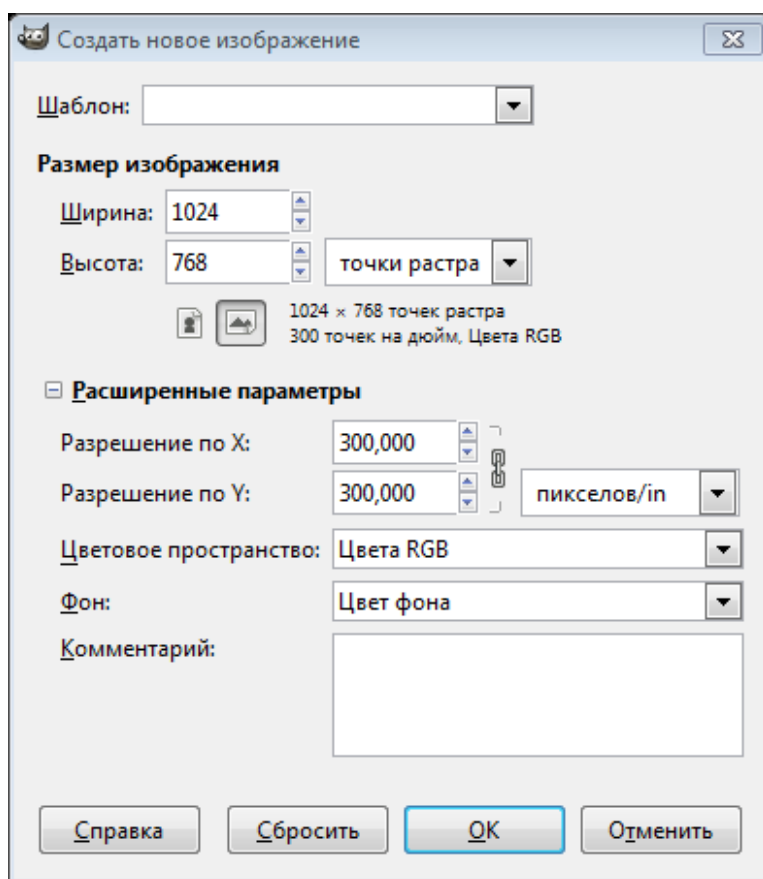 Создать новое изображение
Шаблон:
Размер изображения
Ширина: 1024
Высота: 768 точки растра
1024 × 768 точек растра
300 точек на дюйм, Цвета RGB
Расширенные параметры
Разрешение по X: 300,000
Разрешение по Y: 300,000 пикселов/in
Цветовое пространство: Цвета RGB
Фон: Цвет фона
Комментарий:
Справка Сбросить OK Отменить